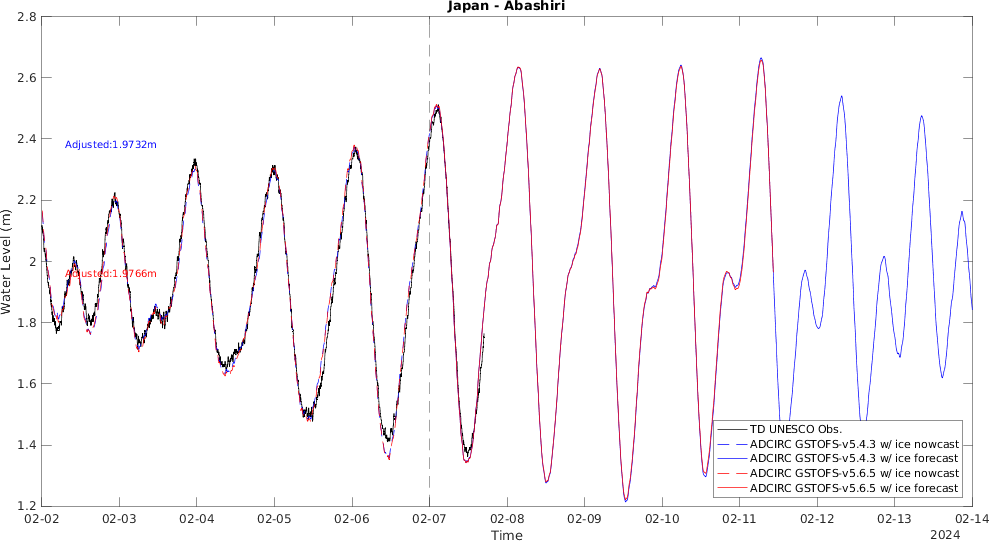 Japan - Abashiri
2.8
2.6
2.4
2.2
2
1.8
1.6
1.4
1.2
Water Level (m)
Adjusted:1.9732m
Adjusted:1.9766m
TD UNESCO Obs.
ADCIRC GSTOFS-v5.4.3 w/ ice nowcast
ADCIRC GSTOFS-v5.4.3 w/ ice forecast
ADCIRC GSTOFS-v5.6.5 w/ ice nowcast
ADCIRC GSTOFS-v5.6.5 w/ ice forecast
02-02 02-03 02-04 02-05 02-06 02-07 02-08 02-09 02-10 02-11 02-12 02-13 02-14
Time
2024